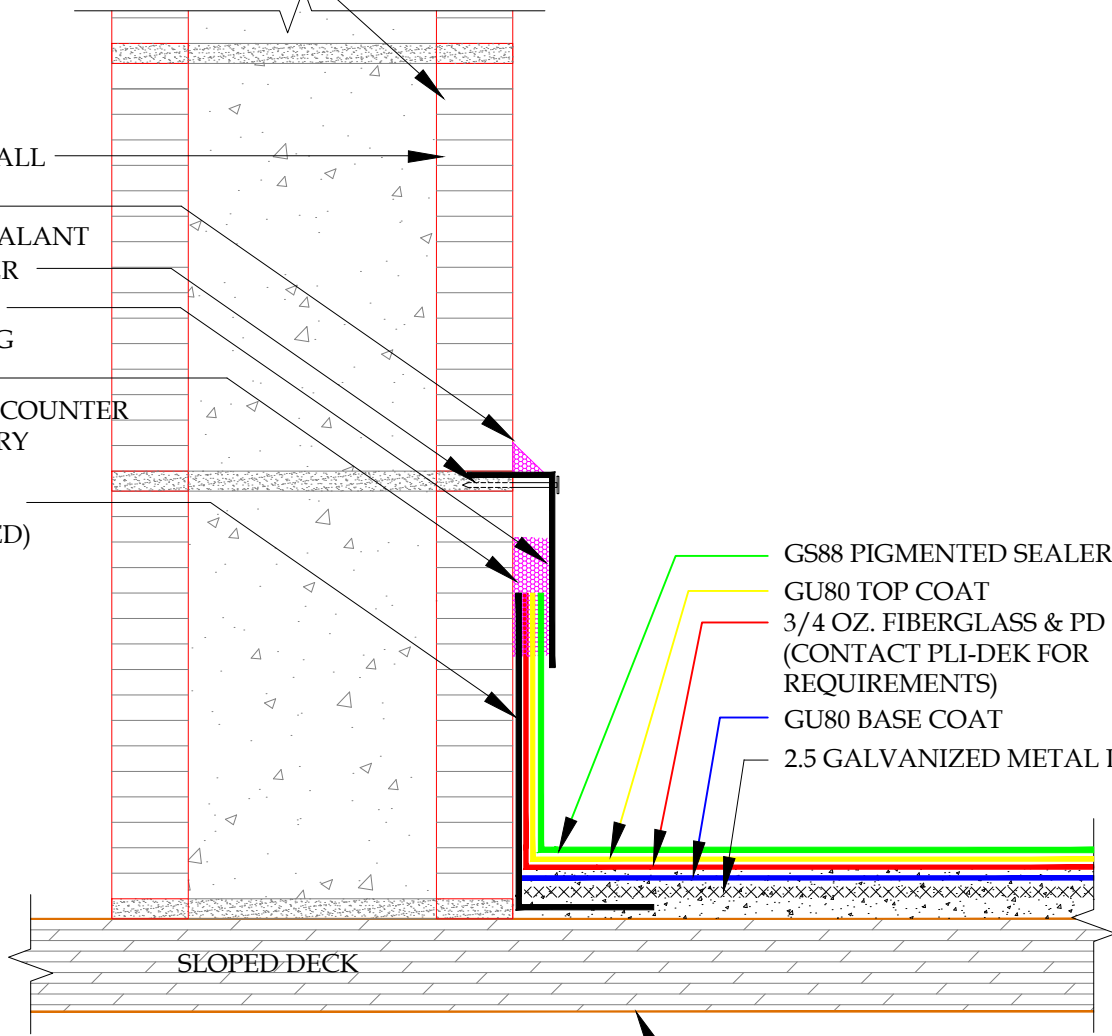 ALL
ALANT
ER
G
COUNTER
RY
ED)
GS88 PIGMENTED SEALER
GU80 TOP COAT
3/4 OZ. FIBERGLASS & PD
(CONTACT PLI-DEK FOR
REQUIREMENTS)
GU80 BASE COAT
2.5 GALVANIZED METAL
SLOPED DECK